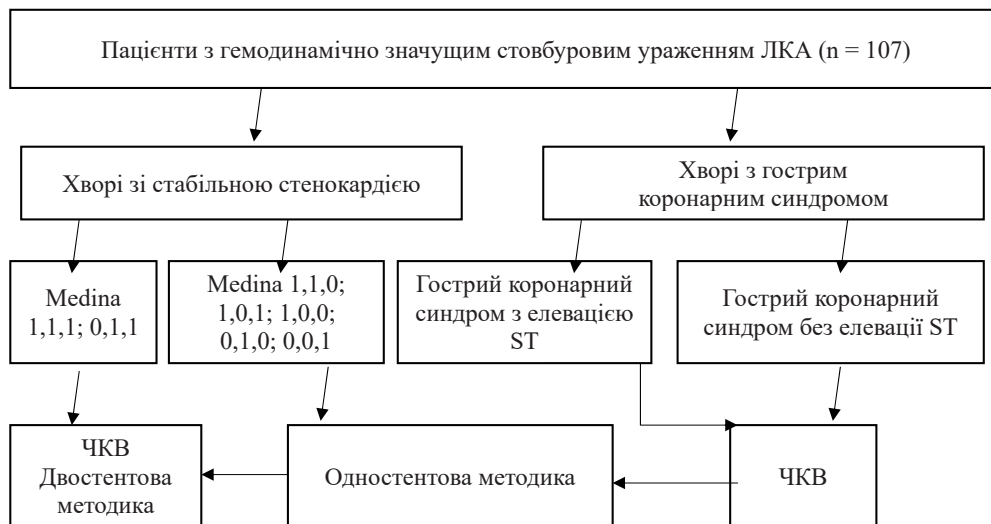 Пацієнти з гемодинамічно значущим стовбуровим ураженням ЛКА (n = 107)
Хворі зі стабільною стенокардією
Хворі з гострим
коронарним синдромом
Medina
1,1,1; 0,1,1
Medina 1,1,0;
1,0,1; 1,0,0;
0,1,0; 0,0,1
Гострий коронарний
синдром з елевацією
ST
Гострий коронарний
синдром без елевації ST
ЧКВ
Двостентова
методика
Одностентова методика
ЧКВ